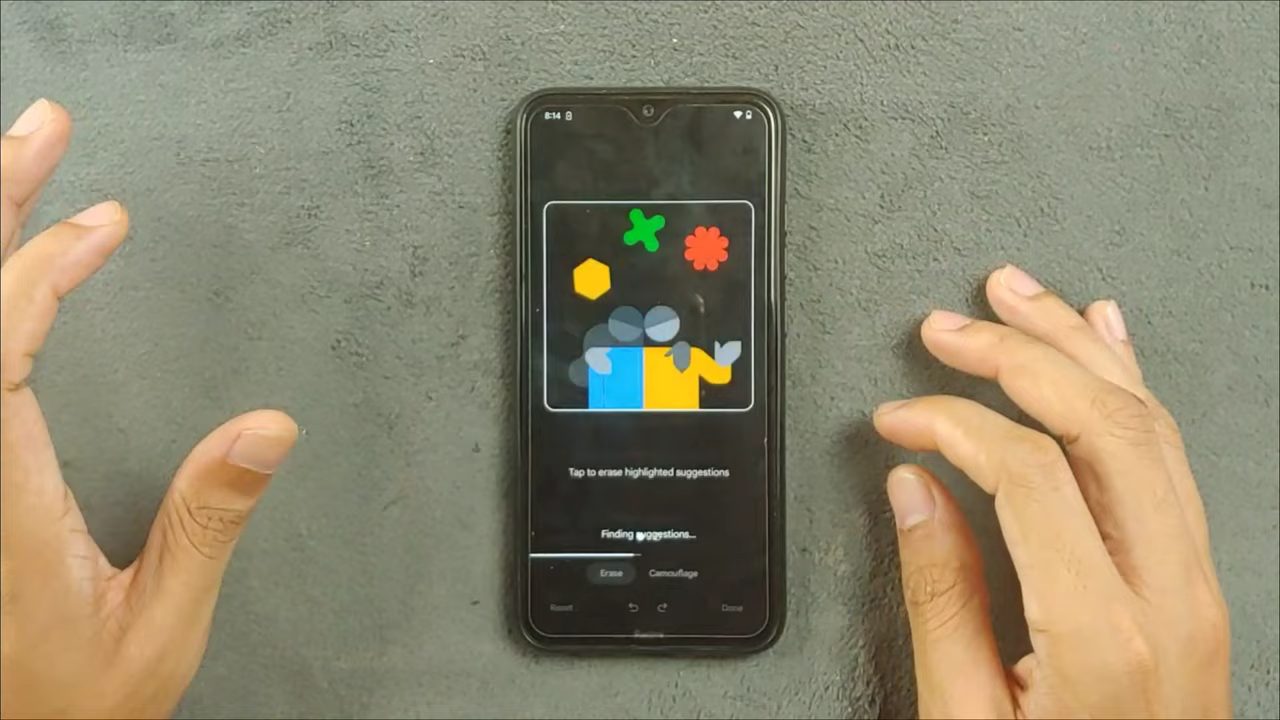 8:14
Tap to erase highlighted suggestions
Finding suggestions...
Erase
Camouflage
Reset
Done